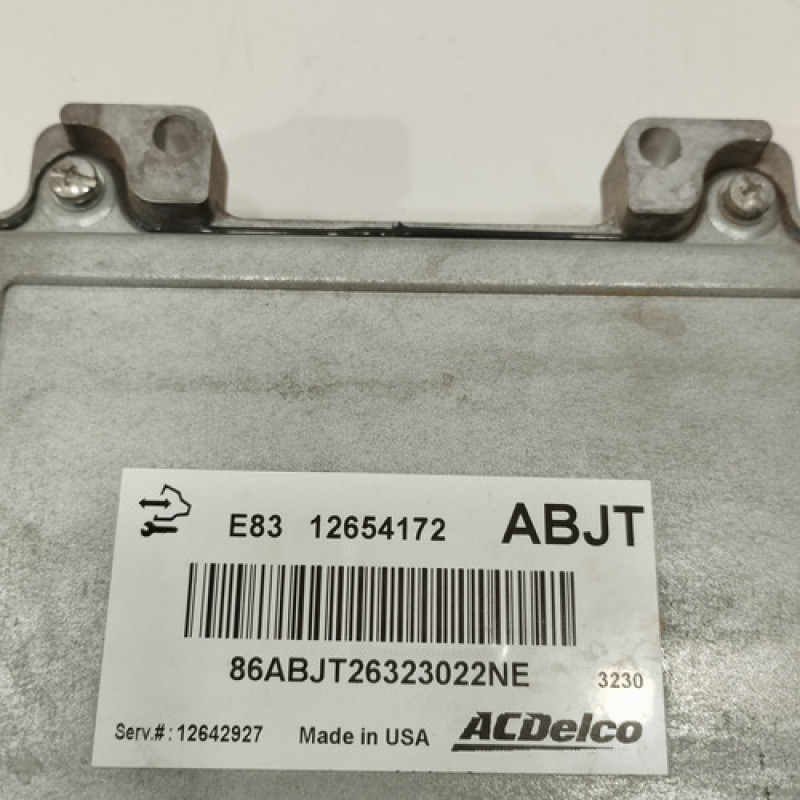 E83 12654172 ABJT
86ABJT26323022NE
3230
Serv.#: 12642927 Made in USA ACDelco